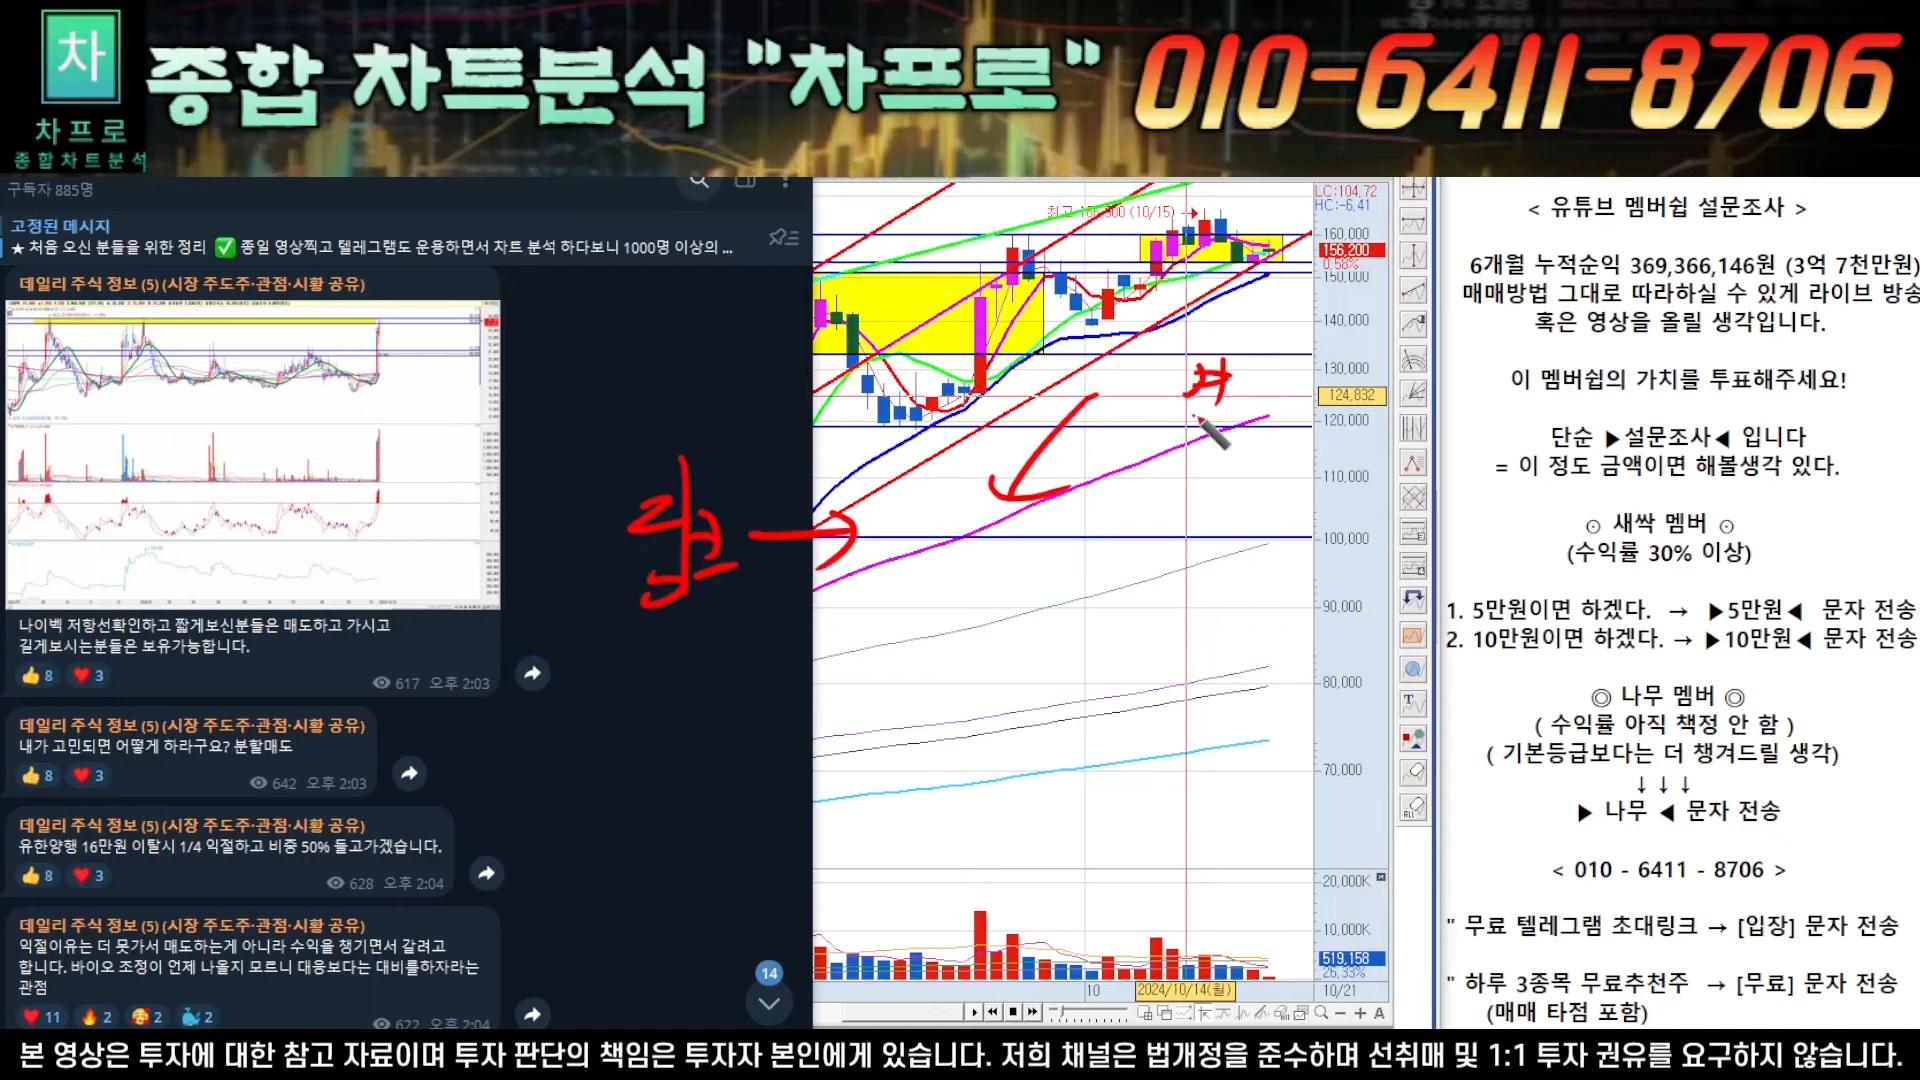 차
차프로
종합차트분석
종합 차트분석 "차프로" 010-6411-8706
구독자 885명
고정된 메시지
★ 처음 오신 분들을 위한 정리 ✅ 종일 영상찍고 텔레그램도 운용하면서 차트 분석 하다보니 1000명 이상의 ...
데일리 주식 정보 (5) (시장 주도주·관점·시황 공유)
나이벡 저항선확인하고 짧게보신분들은 매도하고 가시고
길게보시는분들은 보유가능합니다.
👍 8 ❤️ 3
617 오후 2:03
데일리 주식 정보 (5) (시장 주도주·관점·시황 공유)
내가 고민되면 어떻게 하라구요? 분할매도
👍 8 ❤️ 3
642 오후 2:03
데일리 주식 정보 (5) (시장 주도주·관점·시황 공유)
유한양행 16만원 이탈시 1/4 익절하고 비중 50% 들고가겠습니다.
👍 8 ❤️ 3
628 오후 2:04
데일리 주식 정보 (5) (시장 주도주·관점·시황 공유)
익절이유는 더 못가서 매도하는게 아니라 수익을 챙기면서 갈려고
합니다. 바이오 조정이 언제 나올지 모르니 대응보다는 대비를하자라는
관점
❤️ 11 🔥 2 🥰 2 🐳 2
622 오후 2:04
14
(10/15)
LC:104,72
HC:-6,41
160,000
156,200
0,58%
150,000
140,000
130,000
124,832
120,000
110,000
100,000
90,000
80,000
70,000
20,000K
10,000K
519,158
26,33%
10
2024/10/14(월)
10/21
A
< 유튜브 멤버쉽 설문조사 >
6개월 누적순익 369,366,146원 (3억 7천만원)
매매방법 그대로 따라하실 수 있게 라이브 방송
혹은 영상을 올릴 생각입니다.
이 멤버쉽의 가치를 투표해주세요!
단순 ▶설문조사◀ 입니다
= 이 정도 금액이면 해볼생각 있다.
⊙ 새싹 멤버 ⊙
(수익률 30% 이상)
1. 5만원이면 하겠다. → ▶5만원◀ 문자 전송
2. 10만원이면 하겠다. → ▶10만원◀ 문자 전송
◎ 나무 멤버 ◎
( 수익률 아직 책정 안 함 )
( 기본등급보다는 더 챙겨드릴 생각)
↓ ↓ ↓
▶ 나무 ◀ 문자 전송
< 010 - 6411 - 8706 >
" 무료 텔레그램 초대링크 → [입장] 문자 전송
" 하루 3종목 무료추천주 → [무료] 문자 전송
(매매 타점 포함)
본 영상은 투자에 대한 참고 자료이며 투자 판단의 책임은 투자자 본인에게 있습니다. 저희 채널은 법개정을 준수하며 선취매 및 1:1 투자 권유를 요구하지 않습니다.